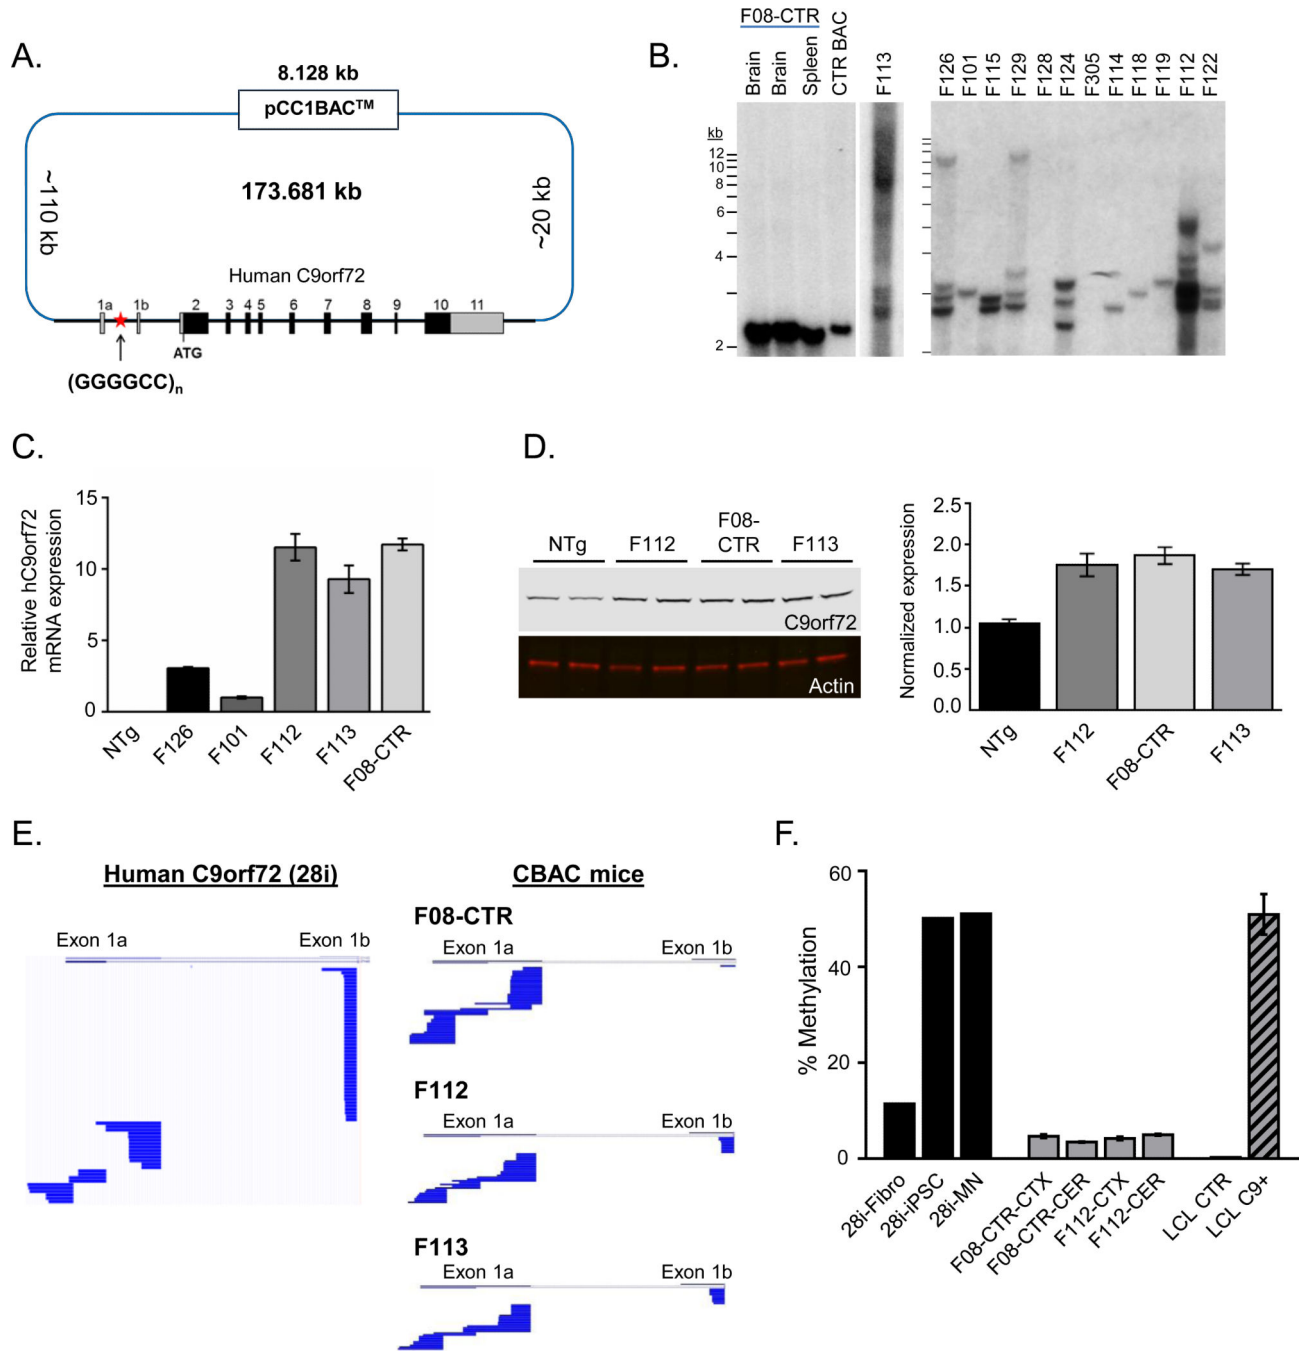 A.
8.128 kb
pCC1BAC™
~110 kb
173.681 kb
~20 kb
Human C9orf72
1a
1b
2
3
4
5
6
7
8
9
10
11
ATG
(GGGGCC)n
B.
F08-CTR
Brain
Brain
Spleen
CTR BAC
F113
F126
F101
F115
F129
F128
F124
F305
F114
F118
F119
F112
F122
kb
12
10
8
6
4
2
C.
Relative hC9orf72
mRNA expression
15
10
5
0
NTg
F126
F101
F112
F113
F08-CTR
D.
NTg
F112
F08-
CTR
F113
C9orf72
Actin
Normalized expression
2.5
2.0
1.5
1.0
0.5
0.0
NTg
F112
F08-CTR
F113
E.
Human C9orf72 (28i)
Exon 1a
Exon 1b
CBAC mice
F08-CTR
Exon 1a
Exon 1b
F112
Exon 1a
Exon 1b
F113
Exon 1a
Exon 1b
F.
% Methylation
60
40
20
0
28i-Fibro
28i-iPSC
28i-MN
F08-CTR-CTX
F08-CTR-CER
F112-CTX
F112-CER
LCL CTR
LCL C9+